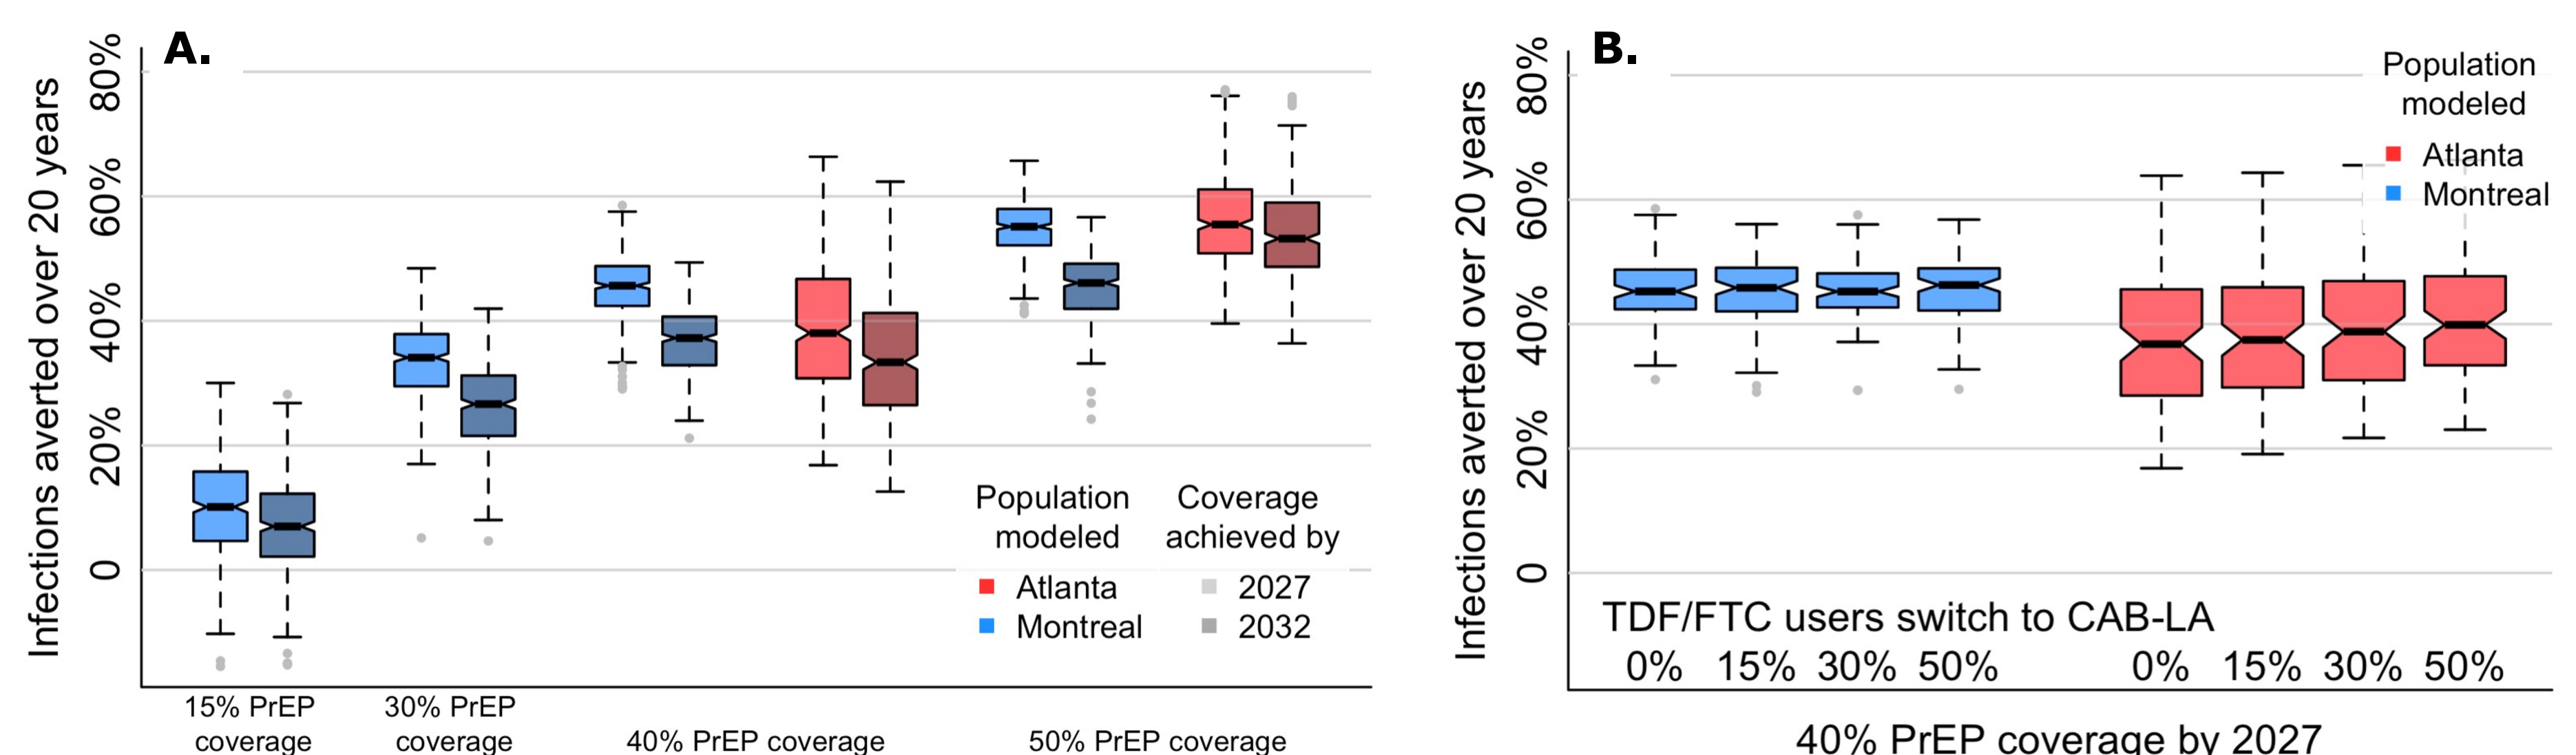 A.
Infections averted over 20 years
80%
60%
40%
20%
0
Population modeled
Atlanta
Montreal
Coverage achieved by
2027
2032
15% PrEP coverage
30% PrEP coverage
40% PrEP coverage
50% PrEP coverage
B.
Infections averted over 20 years
80%
60%
40%
20%
0
Population
modeled
Atlanta
Montreal
TDF/FTC users switch to CAB-LA
0% 15% 30% 50% 0% 15% 30% 50%
40% PrEP coverage by 2027